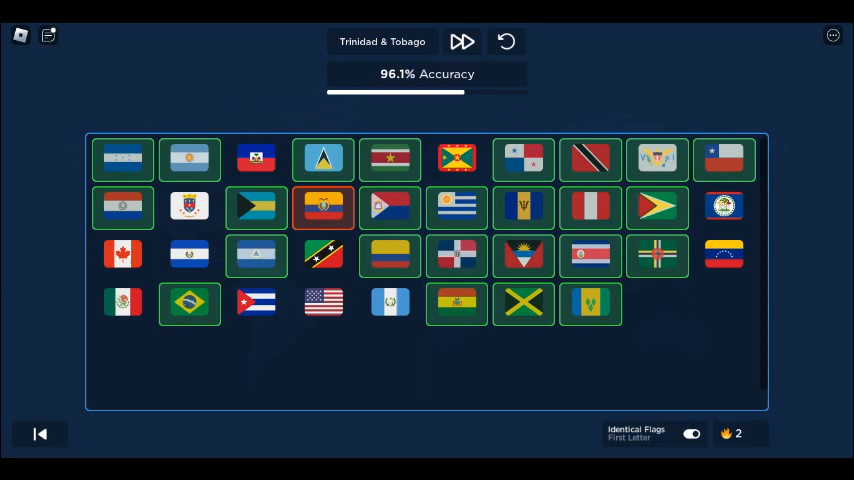 Trinidad & Tobago
96.1% Accuracy
V I
Identical Flags
First Letter
2